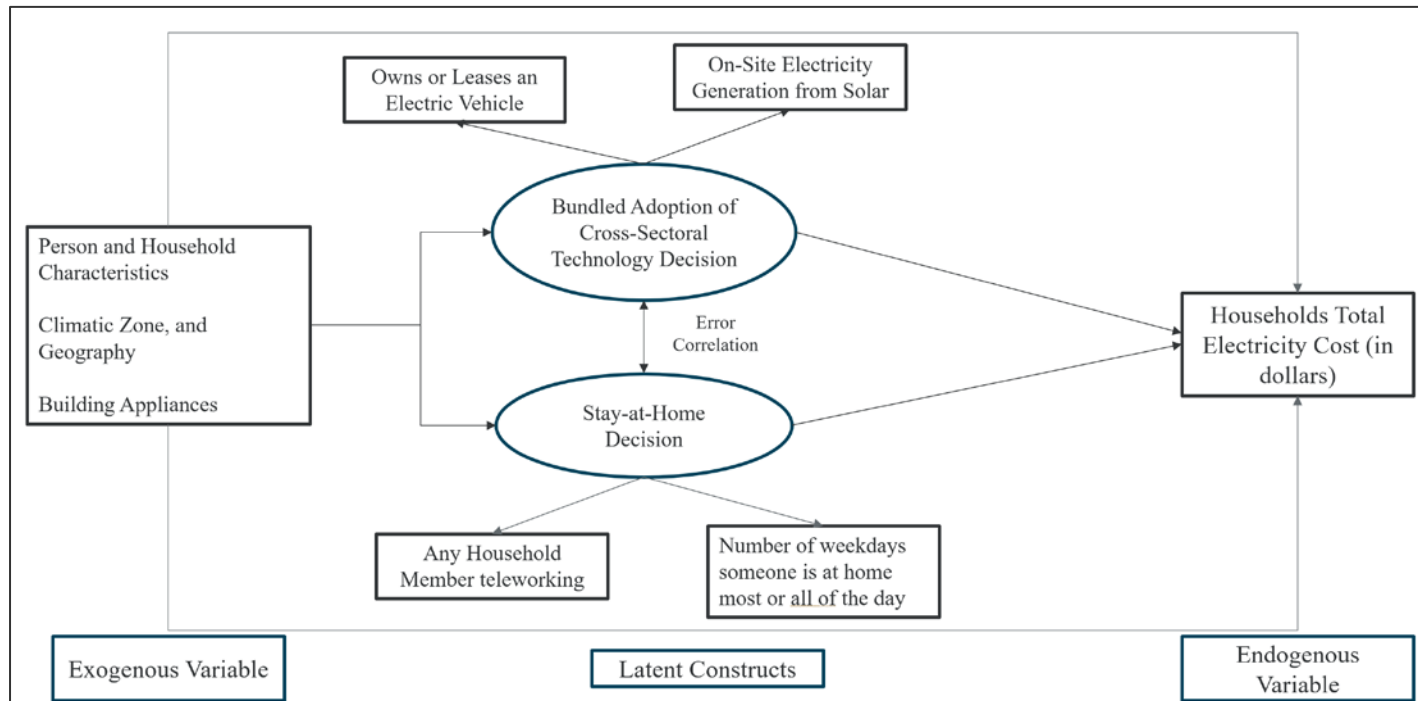 Owns or Leases an
Electric Vehicle
On-Site Electricity
Generation from Solar
Person and Household
Characteristics
Climatic Zone, and
Geography
Building Appliances
Bundled Adoption of
Cross-Sectoral
Technology Decision
Error
Correlation
Stay-at-Home
Decision
Households Total
Electricity Cost (in
dollars)
Any Household
Member teleworking
Number of weekdays
someone is at home
most or all of the day
Exogenous Variable
Latent Constructs
Endogenous
Variable